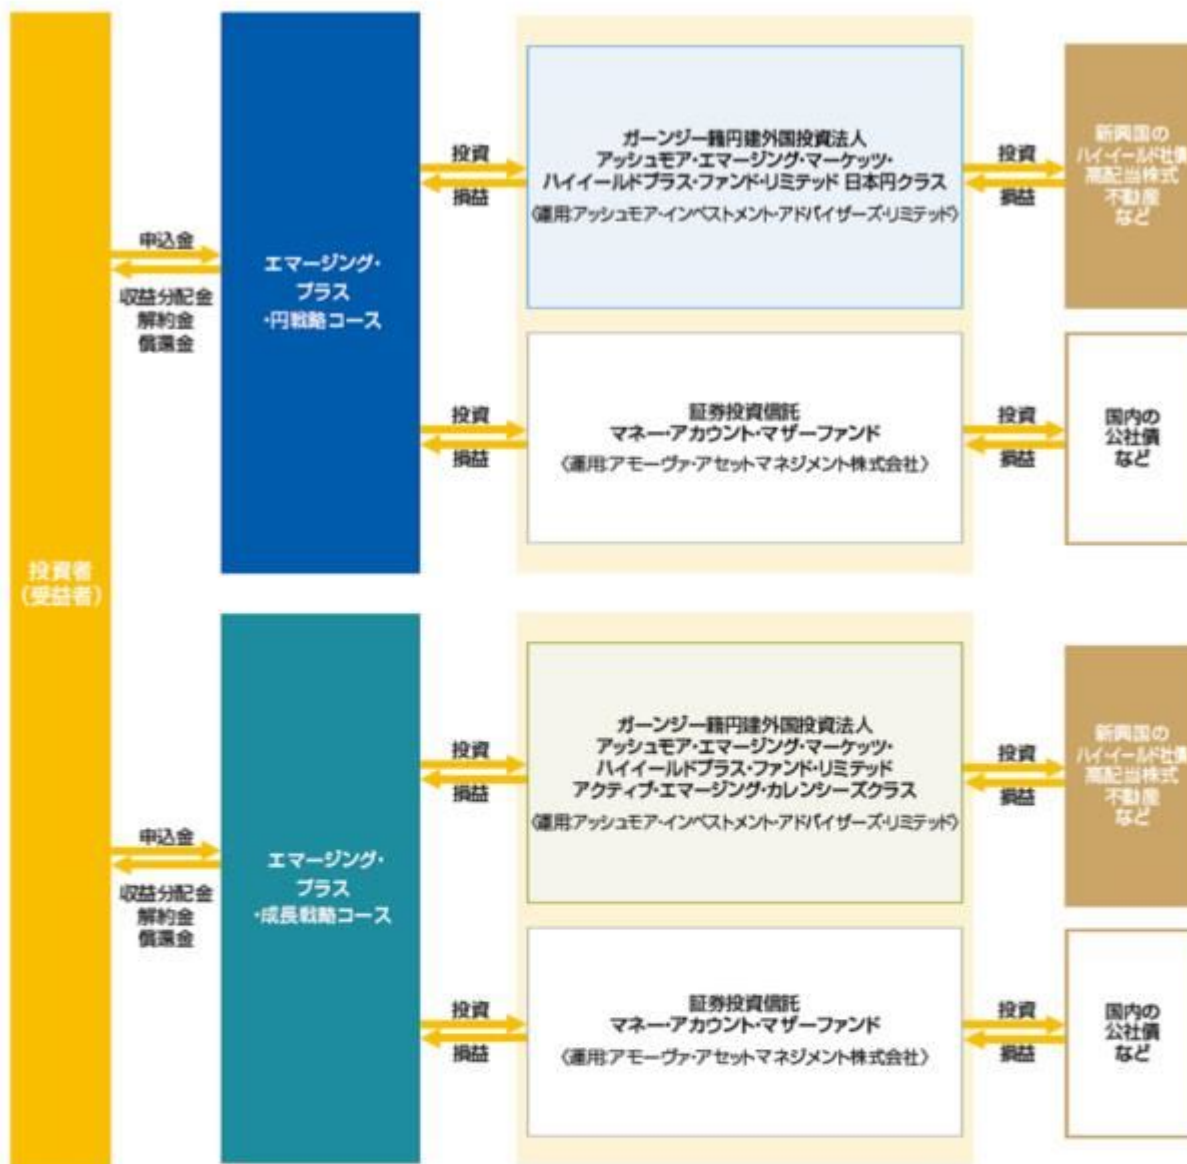 投資者
(受益者)
申込金
収益分配金
解約金
償還金
エマージング・
プラス
・円戦略コース
投資
損益
ガーンジー籍円建外国投資法人
アッシュモア・エマージング・マーケッツ・
ハイイールドプラス・ファンド・リミテッド 日本円クラス
〈運用:アッシュモア・インベストメント・アドバイザーズ・リミテッド〉
投資
損益
新興国の
ハイ・イールド社債
高配当株式
不動産
など
投資
損益
証券投資信託
マネー・アカウント・マザーファンド
〈運用:アモーヴァ・アセットマネジメント株式会社〉
投資
損益
国内の
公社債
など
申込金
収益分配金
解約金
償還金
エマージング・
プラス
・成長戦略コース
投資
損益
ガーンジー籍円建外国投資法人
アッシュモア・エマージング・マーケッツ・
ハイイールドプラス・ファンド・リミテッド
アクティブ・エマージング・カレンシーズクラス
〈運用:アッシュモア・インベストメント・アドバイザーズ・リミテッド〉
投資
損益
新興国の
ハイ・イールド社債
高配当株式
不動産
など
投資
損益
証券投資信託
マネー・アカウント・マザーファンド
〈運用:アモーヴァ・アセットマネジメント株式会社〉
投資
損益
国内の
公社債
など